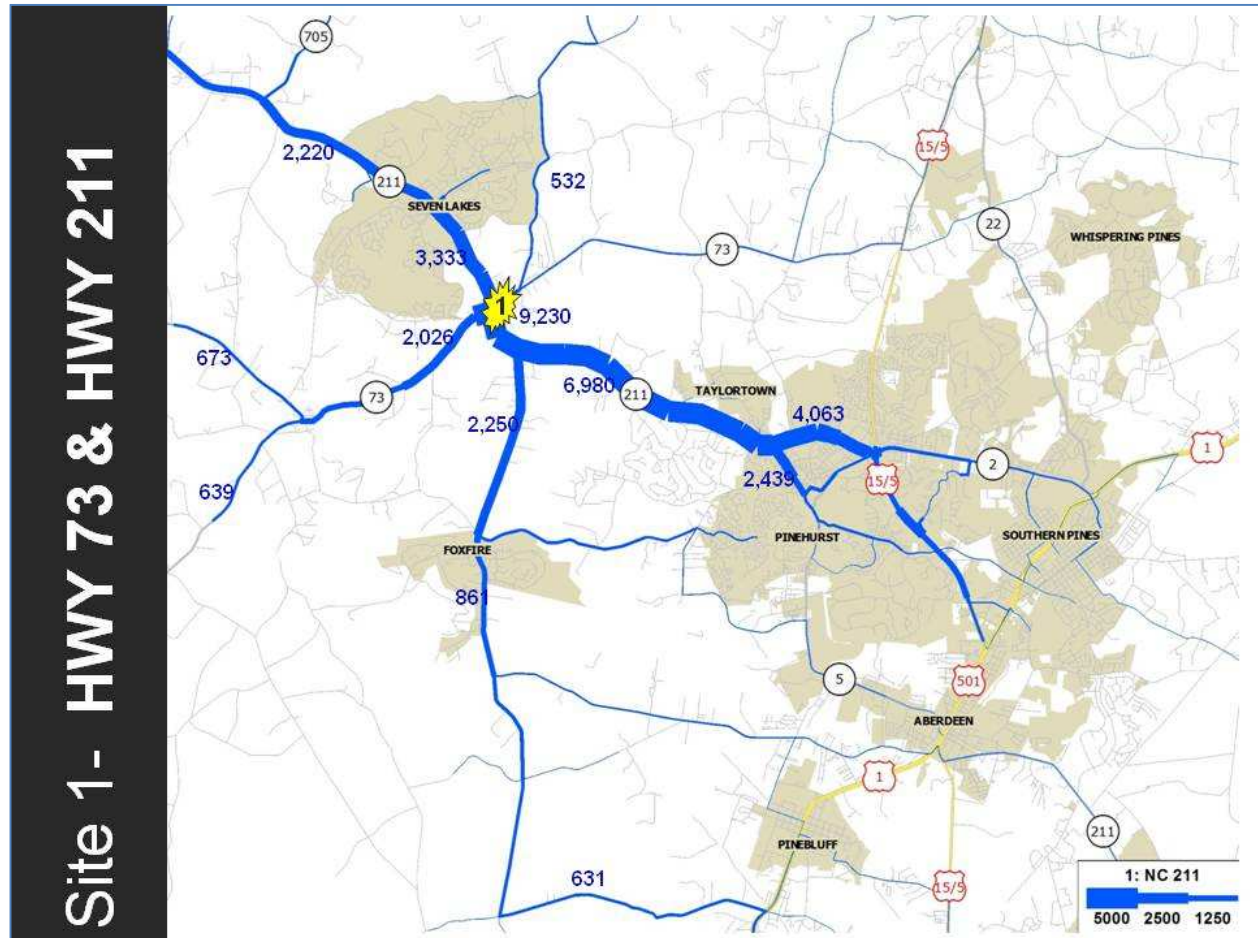 Site 1- HWY 73 & HWY 211
705
2,220
211
SEVEN LAKES
532
15/5
22
WHISPERING PINES
73
3,333
1
9,230
2,026
673
73
6,980
211
TAYLORTOWN
4,063
2,250
1
2
2,439
15/5
639
PINEHURST
SOUTHERN PINES
FOXFIRE
861
5
501
ABERDEEN
1
211
PINEBLUFF
631
15/5
1: NC 211
5000 2500 1250